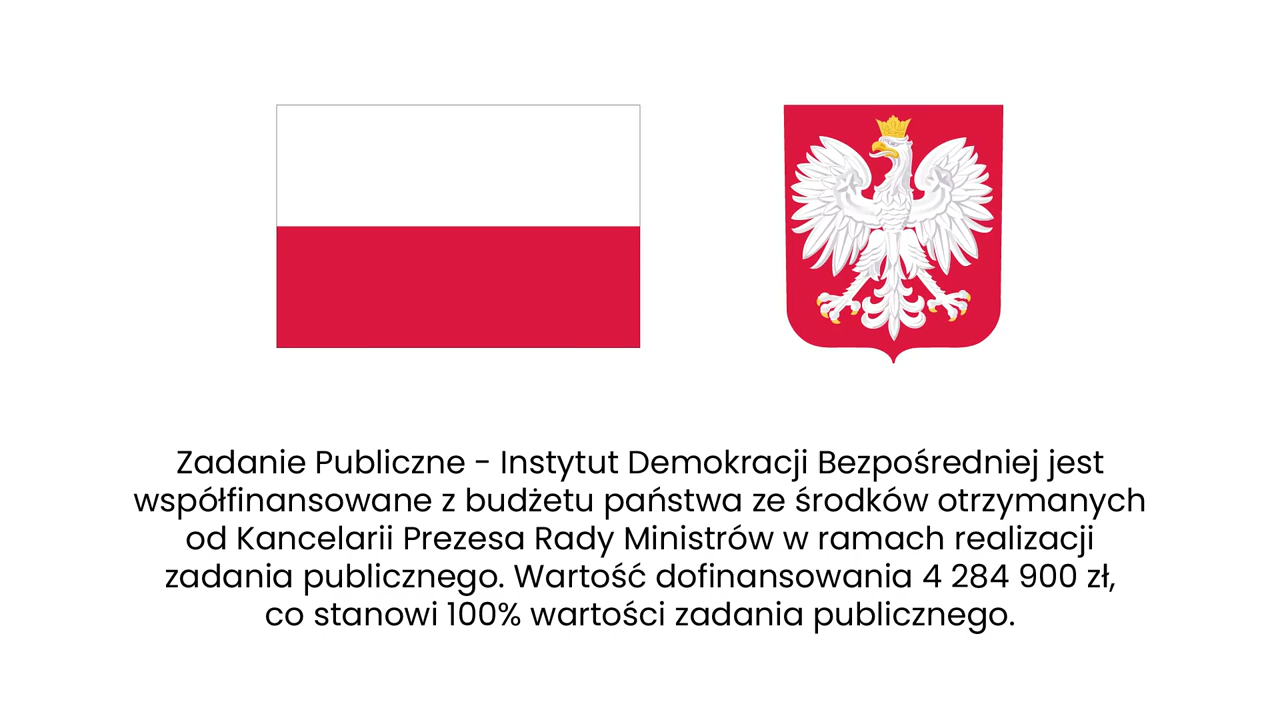 Zadanie Publiczne - Instytut Demokracji Bezpośredniej jest
współfinansowane z budżetu państwa ze środków otrzymanych
od Kancelarii Prezesa Rady Ministrów w ramach realizacji
zadania publicznego. Wartość dofinansowania 4 284 900 zł,
co stanowi 100% wartości zadania publicznego.